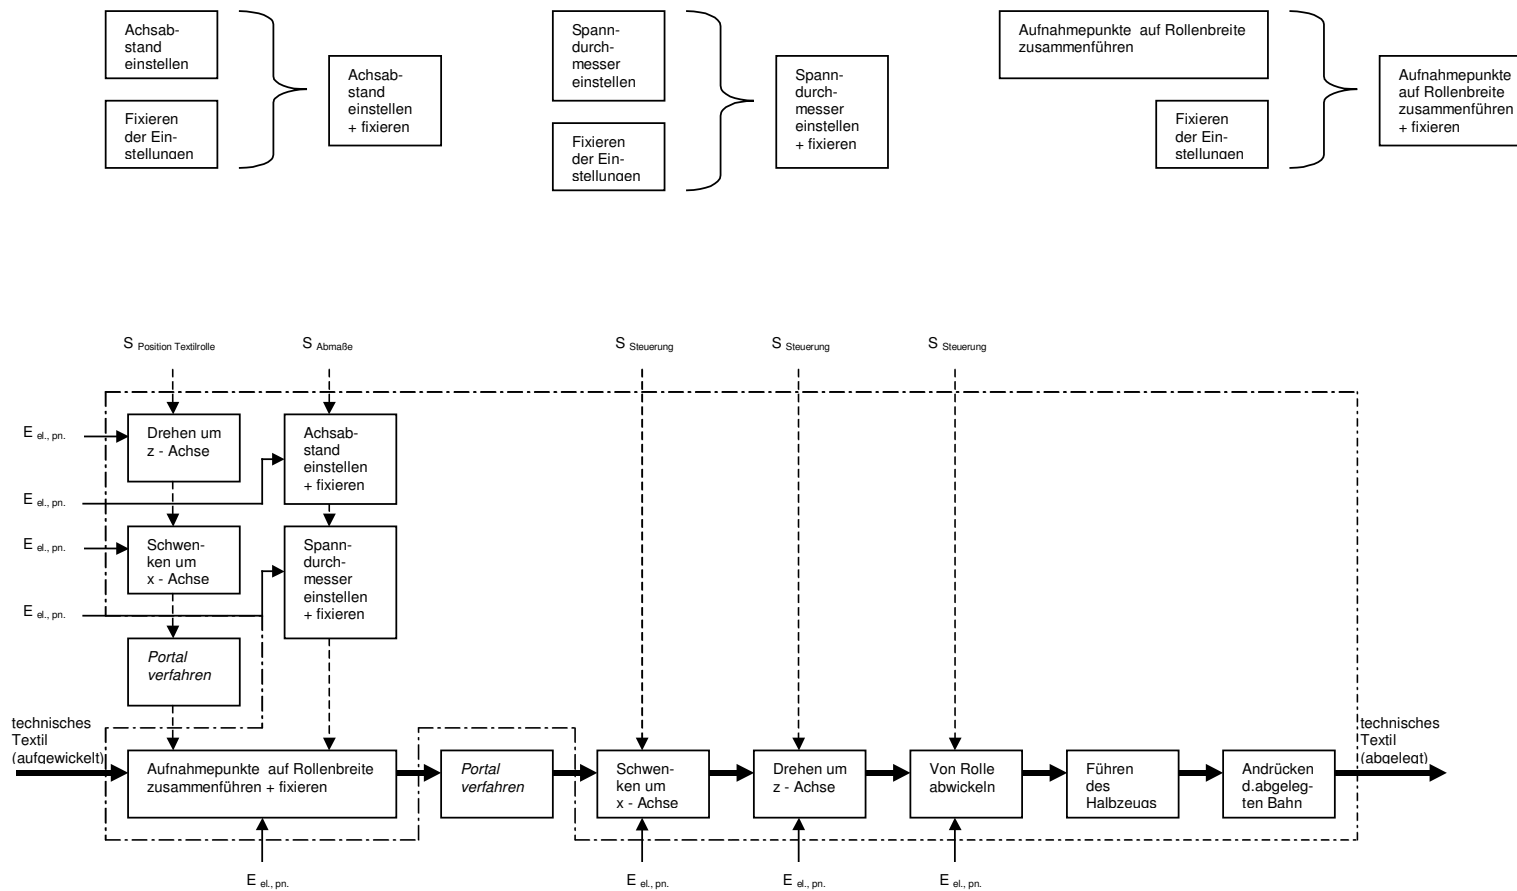 Achsab-
stand
einstellen
Fixieren
der Ein-
stellungen
Achsab-
stand
einstellen
+ fixieren
Spann-
durch-
messer
einstellen
Fixieren
der Ein-
stellungen
Spann-
durch-
messer
einstellen
+ fixieren
Aufnahmepunkte auf Rollenbreite
zusammenführen
Fixieren
der Ein-
stellungen
Aufnahmepunkte
auf Rollenbreite
zusammenführen
+ fixieren
S Position Textilrolle
S Abmaße
S Steuerung
S Steuerung
S Steuerung
E el., pn.
Drehen um
z - Achse
Achsab-
stand
einstellen
+ fixieren
E el., pn.
E el., pn.
Schwen-
ken um
x - Achse
Spann-
durch-
messer
einstellen
+ fixieren
E el., pn.
Portal
verfahren
technisches
Textil
(aufgewickelt)
Aufnahmepunkte auf Rollenbreite
zusammenführen + fixieren
Portal
verfahren
Schwen-
ken um
x - Achse
Drehen um
z - Achse
Von Rolle
abwickeln
Führen
des
Halbzeugs
Andrücken
d.abgeleg-
ten Bahn
technisches
Textil
(abgelegt)
E el., pn.
E el., pn.
E el., pn.
E el., pn.